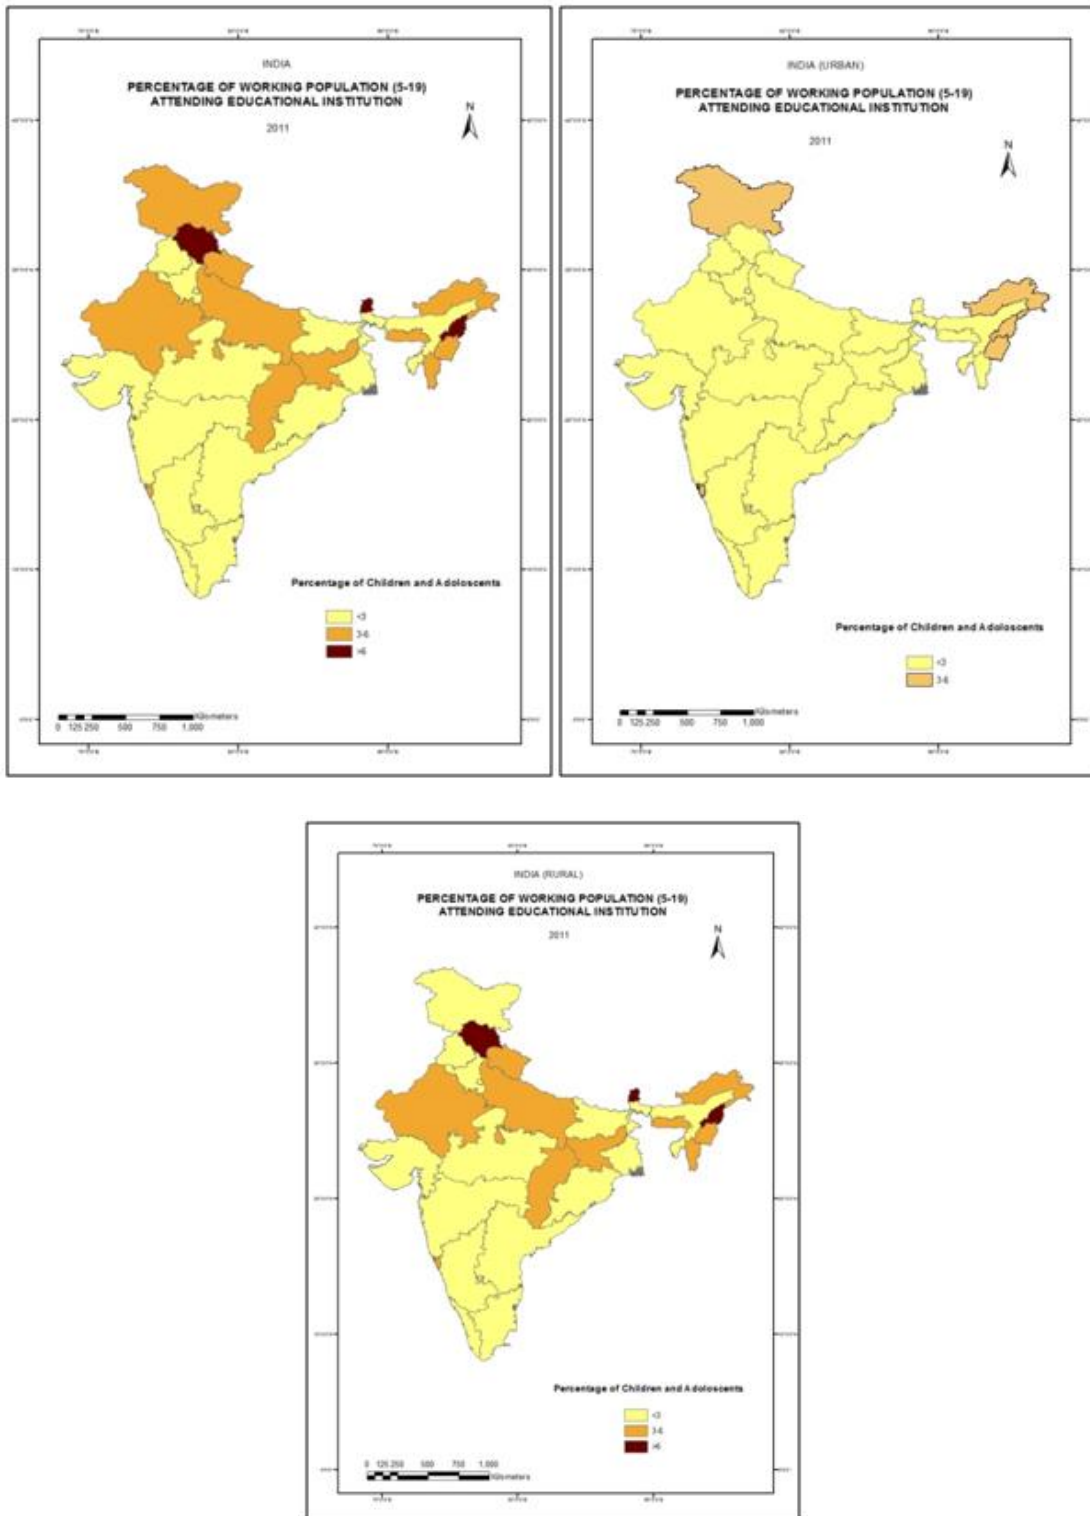 INDIA
PERCENTAGE OF WORKING POPULATION (5-19)
ATTENDING EDUCATIONAL INSTITUTION
2011
N
Percentage of Children and Adoloscents
<3
3-6
>6
Kilometers
0 125 250 500 750 1,000
INDIA (URBAN)
PERCENTAGE OF WORKING POPULATION (5-19)
ATTENDING EDUCATIONAL INSTITUTION
2011
N
Percentage of Children and Adoloscents
<3
3-6
Kilometers
0 125 250 500 750 1,000
INDIA (RURAL)
PERCENTAGE OF WORKING POPULATION (5-19)
ATTENDING EDUCATIONAL INSTITUTION
2011
N
Percentage of Children and Adoloscents
<3
3-6
>6
0 125 250 500 750 1,000
Kilometers